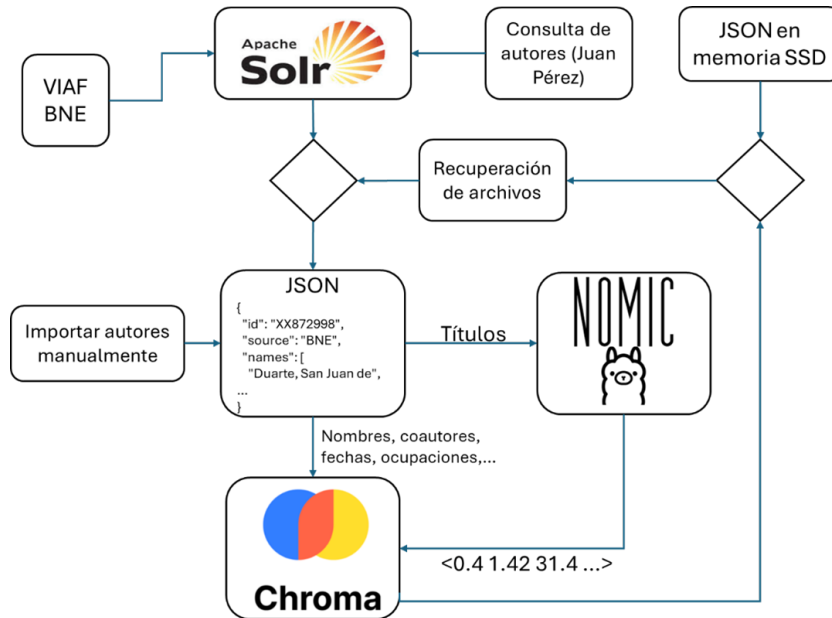 VIAF
BNE
Apache
Solr
Consulta de
autores (Juan
Pérez)
JSON en
memoria SSD
Recuperación
de archivos
Importar autores
manualmente
JSON
{
"id": "XX872998",
"source": "BNE",
"names": [
"Duarte, San Juan de",
...
}
Títulos
NOMIC
Nombres, coautores,
fechas, ocupaciones,...
Chroma
<0.4 1.42 31.4 ...>